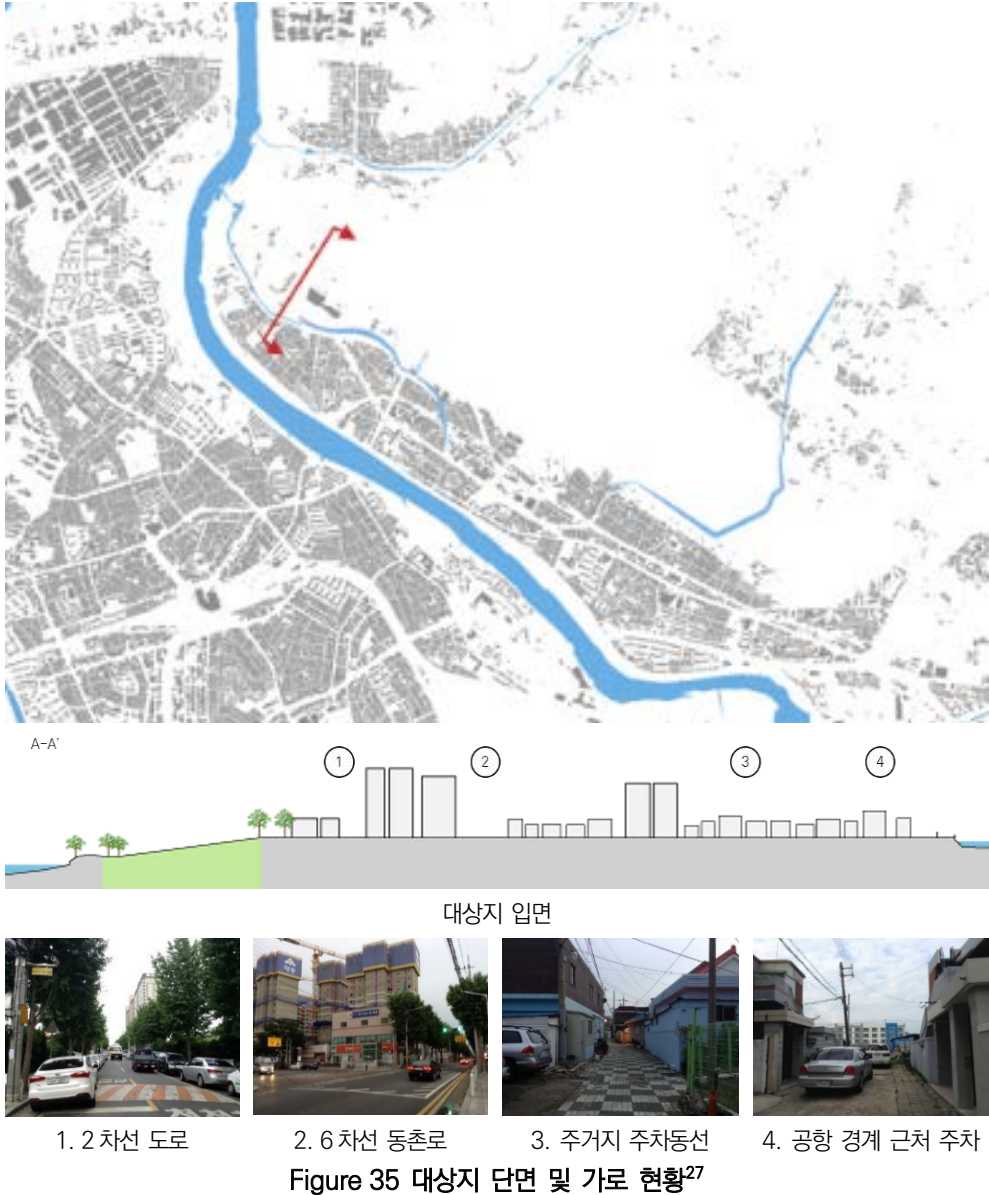 A-A'
1 2 3 4
대상지 입면
1. 2차선 도로
2. 6차선 동촌로
3. 주거지 주차동선
4. 공항 경계 근처 주차
Figure 35 대상지 단면 및 가로 현황27